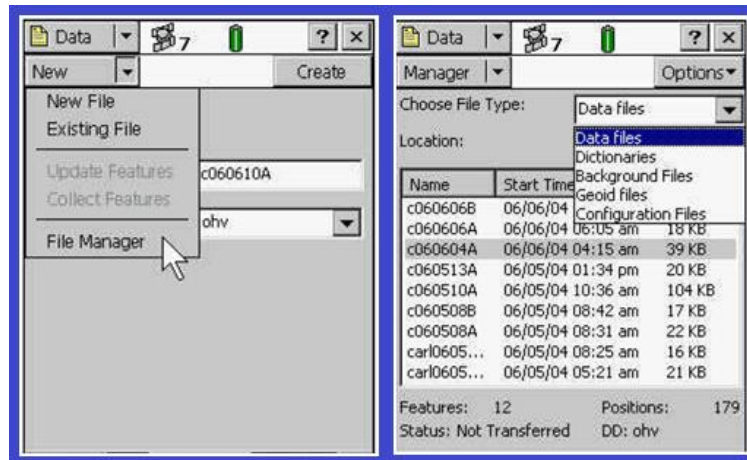 Data
7
?
×
New
Create
New File
Existing File
Update Features
Collect Features
File Manager
c060610A
ohv
Data
7
?
×
Manager
Options
Choose File Type:
Data files
Location:
Data files
Dictionaries
Background Files
Geoid files
Configuration Files
Name Start Time
c060606B 06/06/04
c060606A 06/06/04 06:05 am 18 KB
c060604A 06/06/04 04:15 am 39 KB
c060513A 06/05/04 01:34 pm 20 KB
c060510A 06/05/04 10:36 am 104 KB
c060508B 06/05/04 08:42 am 17 KB
c060508A 06/05/04 08:31 am 22 KB
carl0605... 06/05/04 08:25 am 16 KB
carl0605... 06/05/04 05:21 am 21 KB
Features: 12 Positions: 179
Status: Not Transferred DD: ohv